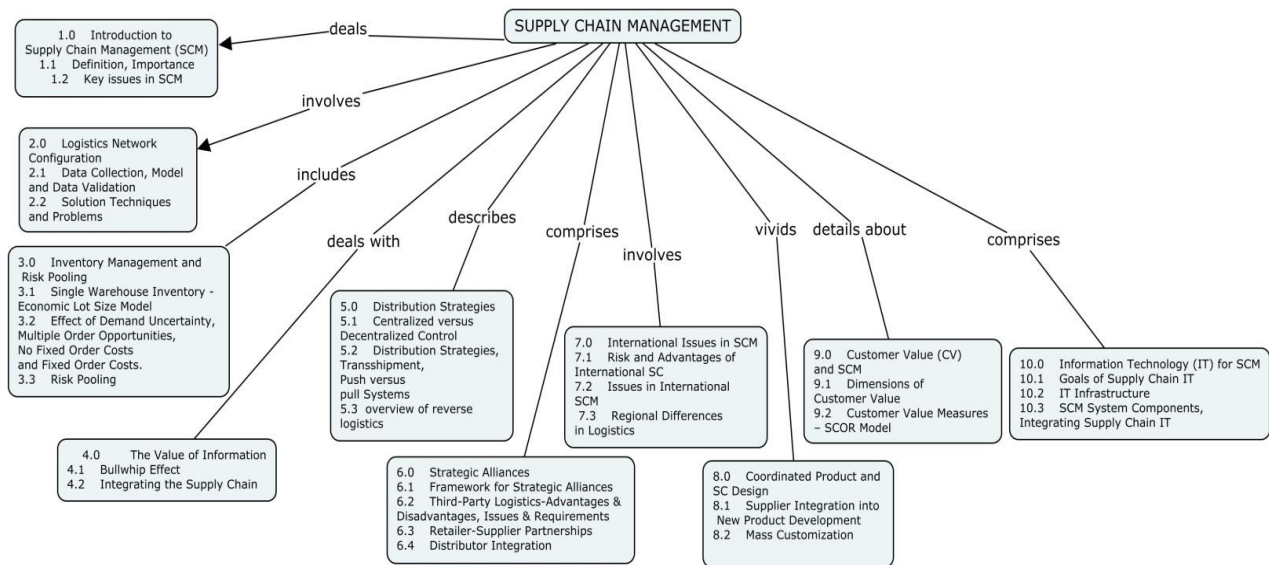 SUPPLY CHAIN MANAGEMENT
deals
1.0 Introduction to
Supply Chain Management (SCM)
1.1 Definition, Importance
1.2 Key issues in SCM
involves
2.0 Logistics Network
Configuration
2.1 Data Collection, Model
and Data Validation
2.2 Solution Techniques
and Problems
includes
3.0 Inventory Management and
Risk Pooling
3.1 Single Warehouse Inventory -
Economic Lot Size Model
3.2 Effect of Demand Uncertainty,
Multiple Order Opportunities,
No Fixed Order Costs
and Fixed Order Costs.
3.3 Risk Pooling
deals with
4.0 The Value of Information
4.1 Bullwhip Effect
4.2 Integrating the Supply Chain
describes
5.0 Distribution Strategies
5.1 Centralized versus
Decentralized Control
5.2 Distribution Strategies,
Transshipment,
Push versus
pull Systems
5.3 overview of reverse
logistics
comprises
6.0 Strategic Alliances
6.1 Framework for Strategic Alliances
6.2 Third-Party Logistics-Advantages &
Disadvantages, Issues & Requirements
6.3 Retailer-Supplier Partnerships
6.4 Distributor Integration
involves
7.0 International Issues in SCM
7.1 Risk and Advantages of
International SC
7.2 Issues in International
SCM
7.3 Regional Differences
in Logistics
vivids
8.0 Coordinated Product and
SC Design
8.1 Supplier Integration into
New Product Development
8.2 Mass Customization
details about
9.0 Customer Value (CV)
and SCM
9.1 Dimensions of
Customer Value
9.2 Customer Value Measures
– SCOR Model
comprises
10.0 Information Technology (IT) for SCM
10.1 Goals of Supply Chain IT
10.2 IT Infrastructure
10.3 SCM System Components,
Integrating Supply Chain IT